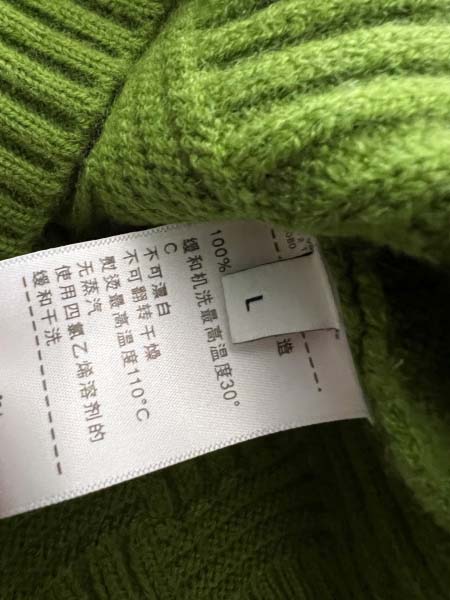 造
L
100%
缓和机洗最高温度30°
C
不可漂白
不可翻转干燥
熨烫最高温度110°C
无蒸汽
使用四氯乙烯溶剂的
缓和干洗